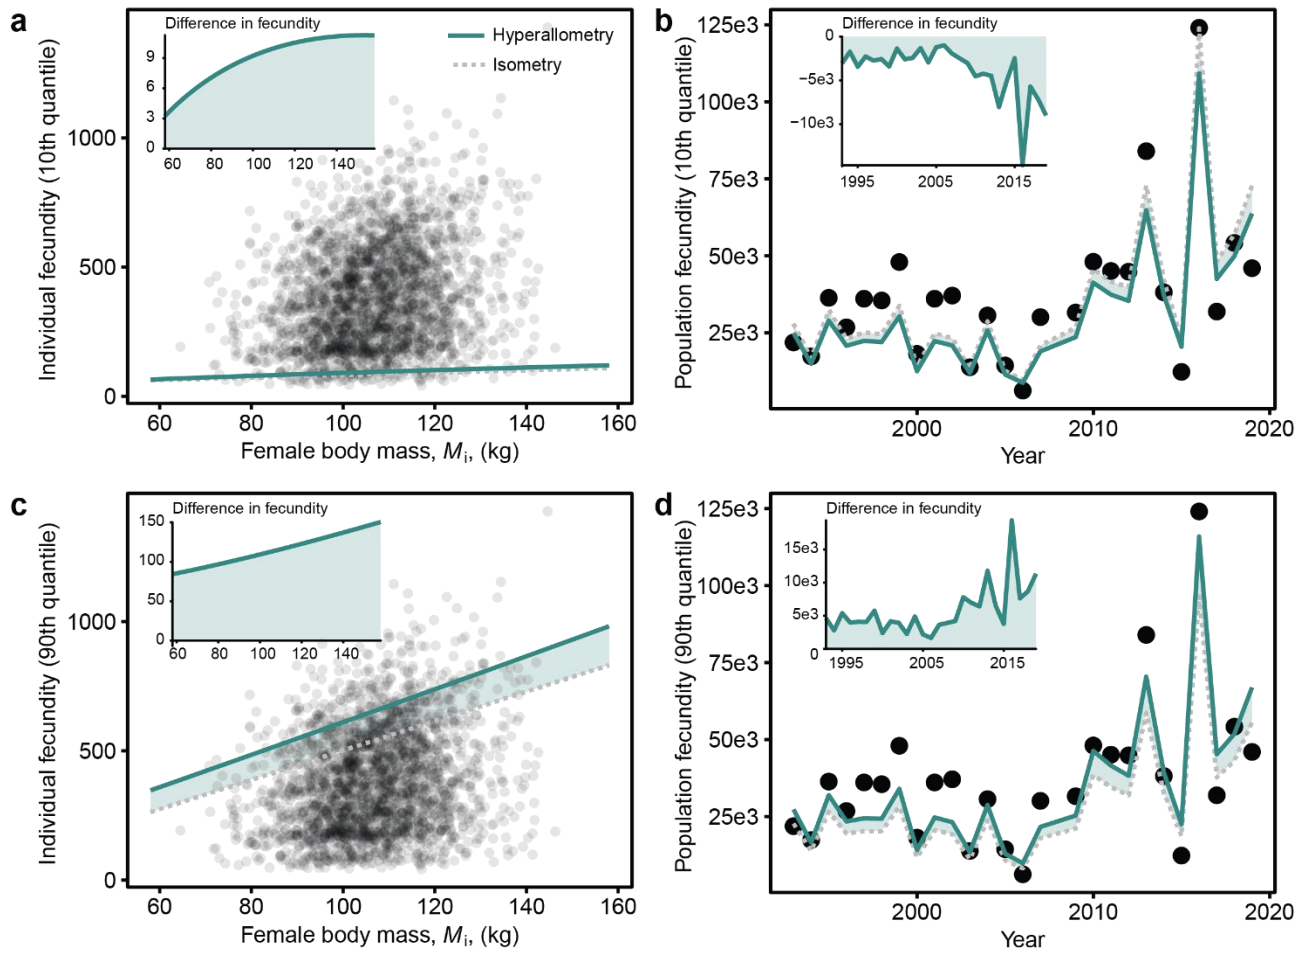 a
Difference in fecundity
9
6
3
0
60 80 100 120 140
Hyperallometry
Isometry
Individual fecundity (10th quantile)
1000
500
0
60 80 100 120 140 160
Female body mass, Mi, (kg)
b
Difference in fecundity
0
−5e3
−10e3
1995 2005 2015
Population fecundity (10th quantile)
125e3
100e3
75e3
50e3
25e3
2000 2010 2020
Year
c
Difference in fecundity
150
100
50
0
60 80 100 120 140
Individual fecundity (90th quantile)
1000
500
0
60 80 100 120 140 160
Female body mass, Mi, (kg)
d
Difference in fecundity
15e3
10e3
5e3
0
1995 2005 2015
Population fecundity (90th quantile)
125e3
100e3
75e3
50e3
25e3
2000 2010 2020
Year